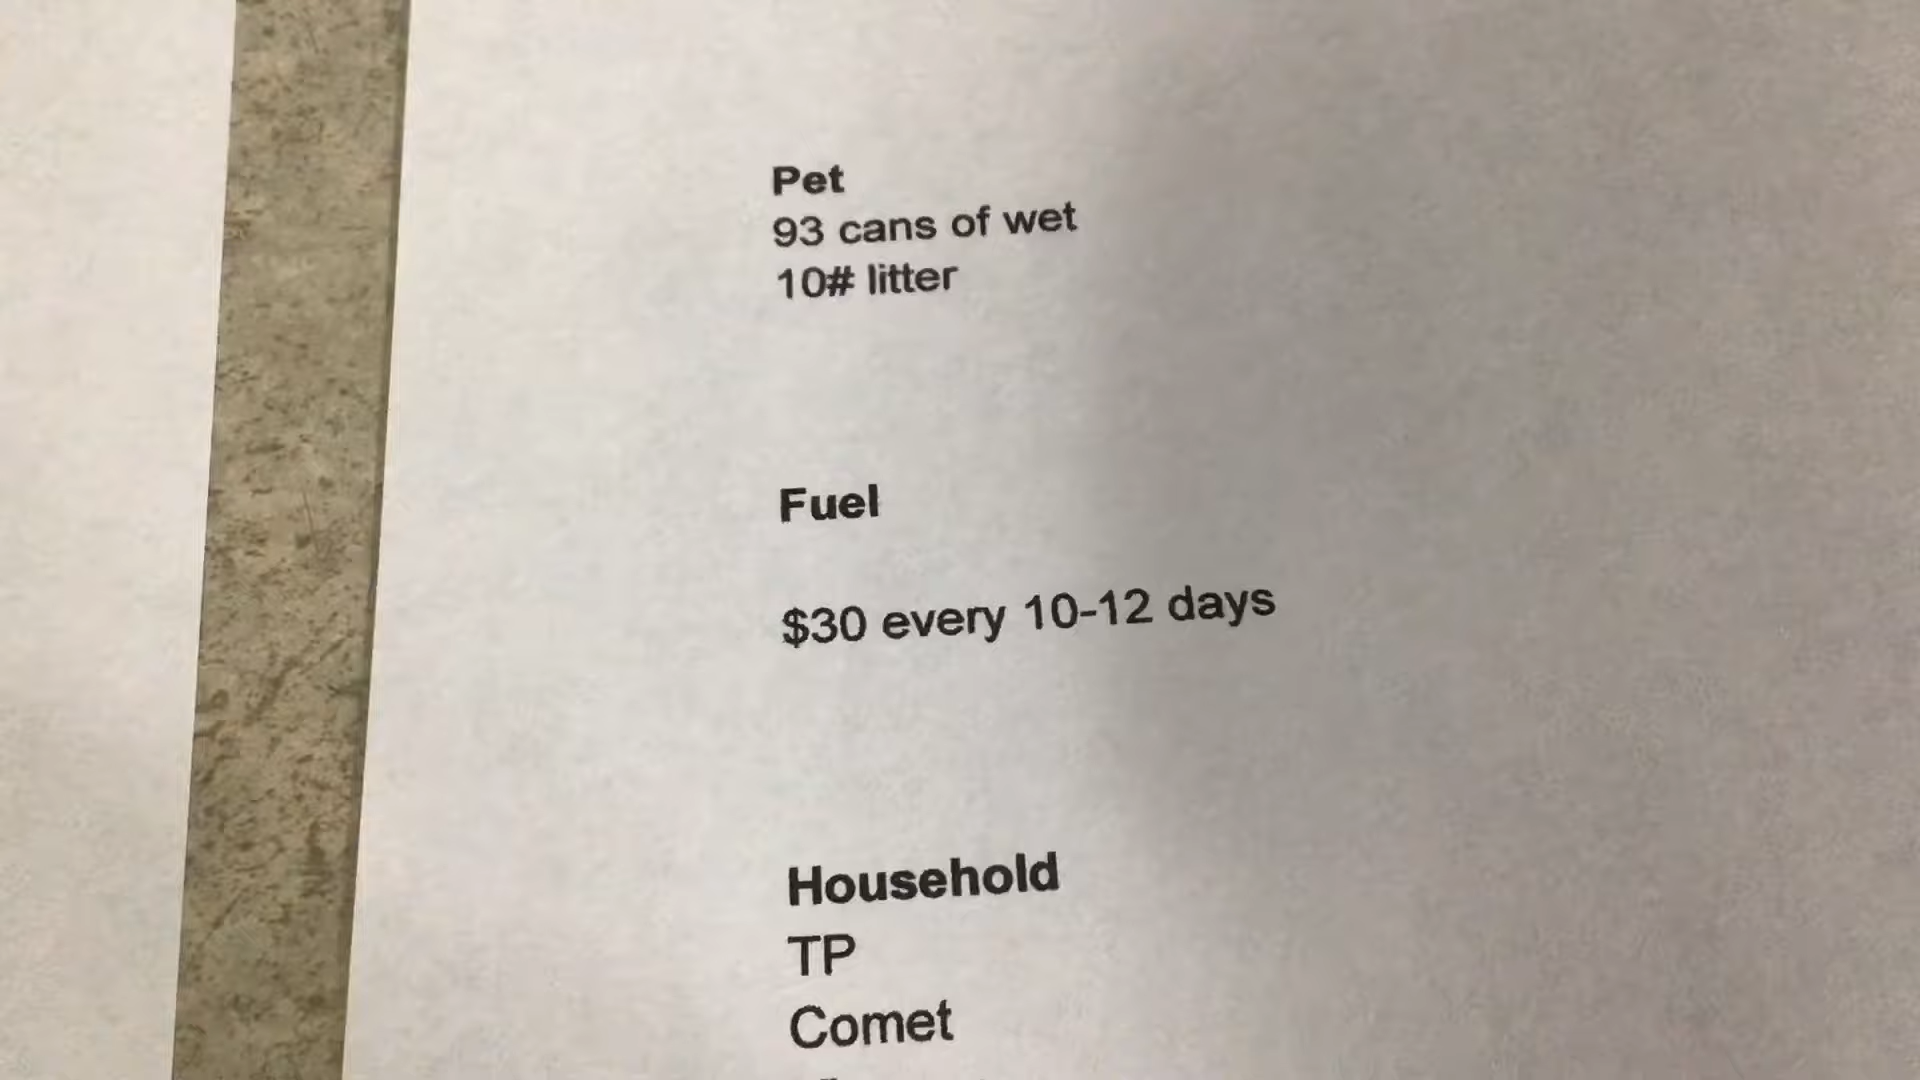 Pet
93 cans of wet
10# litter
Fuel
$30 every 10-12 days
Household
TP
Comet